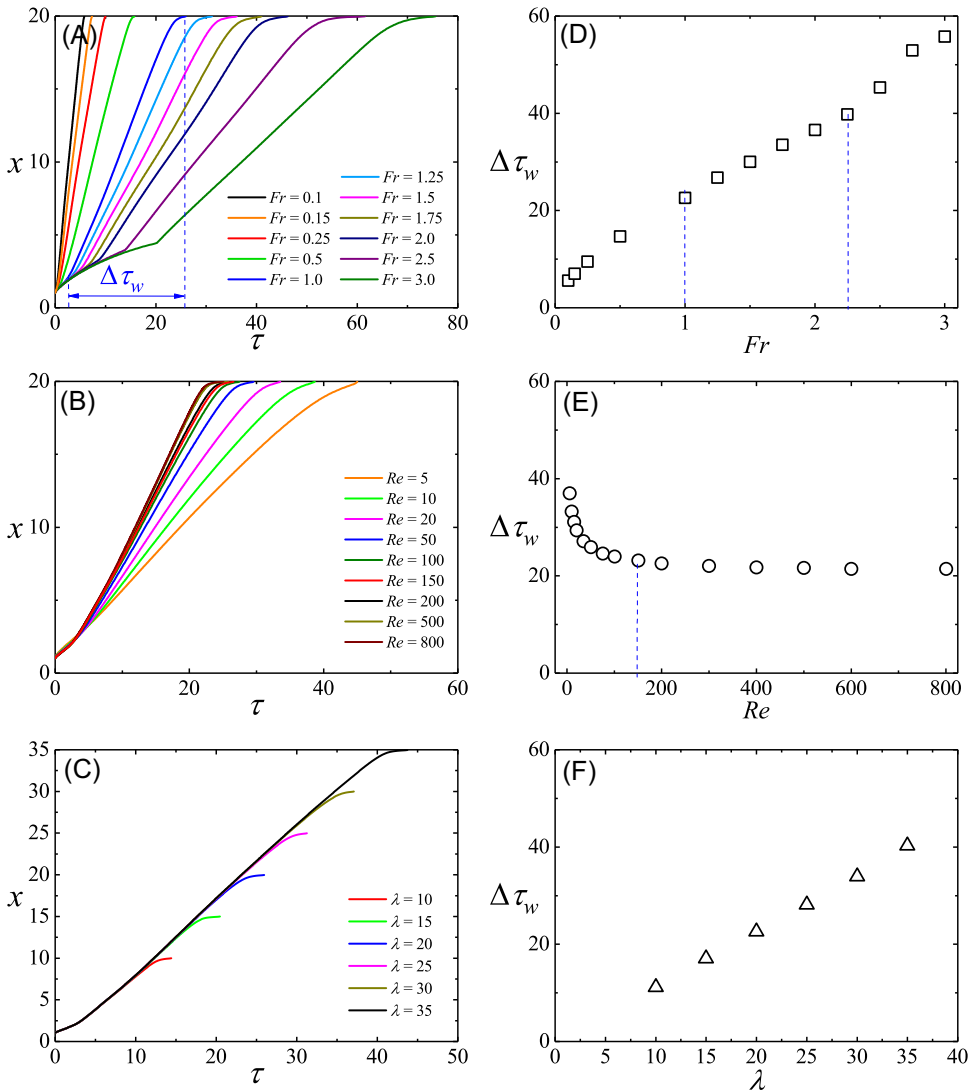 (A)
x
20
10
0
0 20 40 60 80
τ
Δτw
Fr = 0.1
Fr = 0.15
Fr = 0.25
Fr = 0.5
Fr = 1.0
Fr = 1.25
Fr = 1.5
Fr = 1.75
Fr = 2.0
Fr = 2.5
Fr = 3.0
(D)
Δτw
60
40
20
0
0 1 2 3
Fr
(B)
x
20
10
0
0 20 40 60
τ
Re = 5
Re = 10
Re = 20
Re = 50
Re = 100
Re = 150
Re = 200
Re = 500
Re = 800
(E)
Δτw
60
40
20
0
0 200 400 600 800
Re
(C)
x
35
30
25
20
15
10
5
0
0 10 20 30 40 50
τ
λ = 10
λ = 15
λ = 20
λ = 25
λ = 30
λ = 35
(F)
Δτw
60
40
20
0
0 5 10 15 20 25 30 35 40
λ